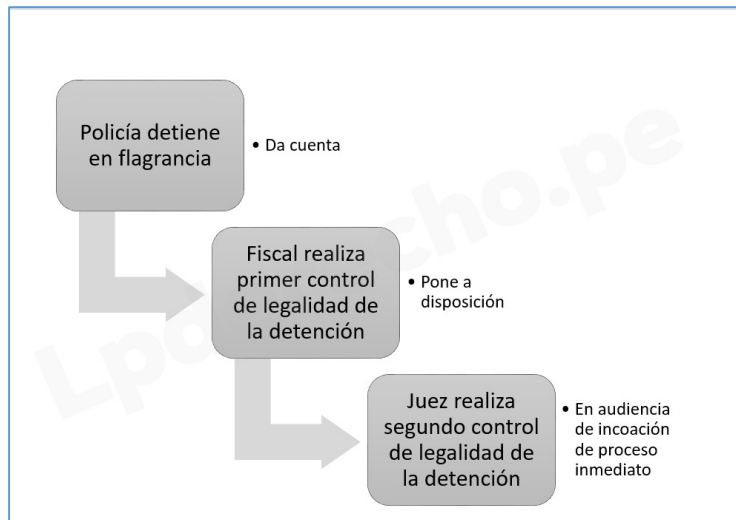 Policía detiene
en flagrancia
• Da cuenta
Fiscal realiza
primer control
de legalidad de
la detención
• Pone a
disposición
Juez realiza
segundo control
de legalidad de
la detención
• En audiencia
de incoación
de proceso
inmediato